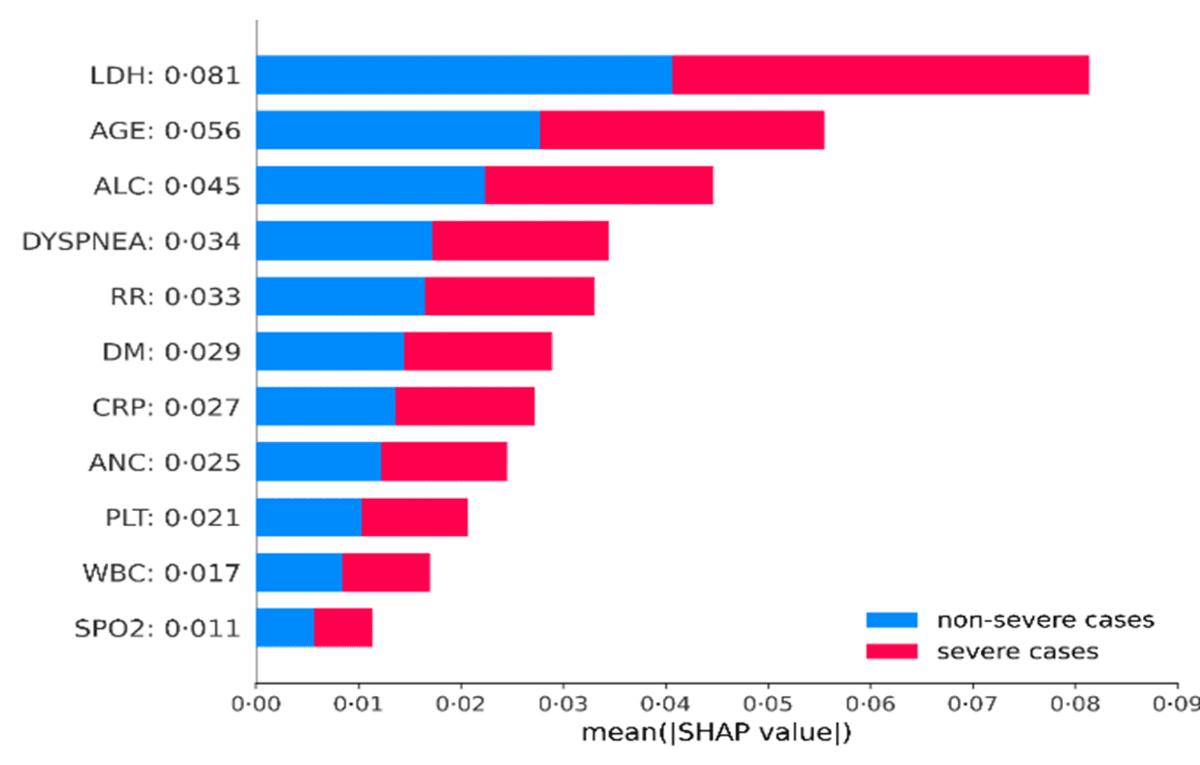 LDH: 0·081
AGE: 0·056
ALC: 0·045
DYSPNEA: 0·034
RR: 0·033
DM: 0·029
CRP: 0·027
ANC: 0·025
PLT: 0·021
WBC: 0·017
SPO2: 0·011
non-severe cases
severe cases
0·00 0·01 0·02 0·03 0·04 0·05 0·06 0·07 0·08 0·09
mean(|SHAP value|)